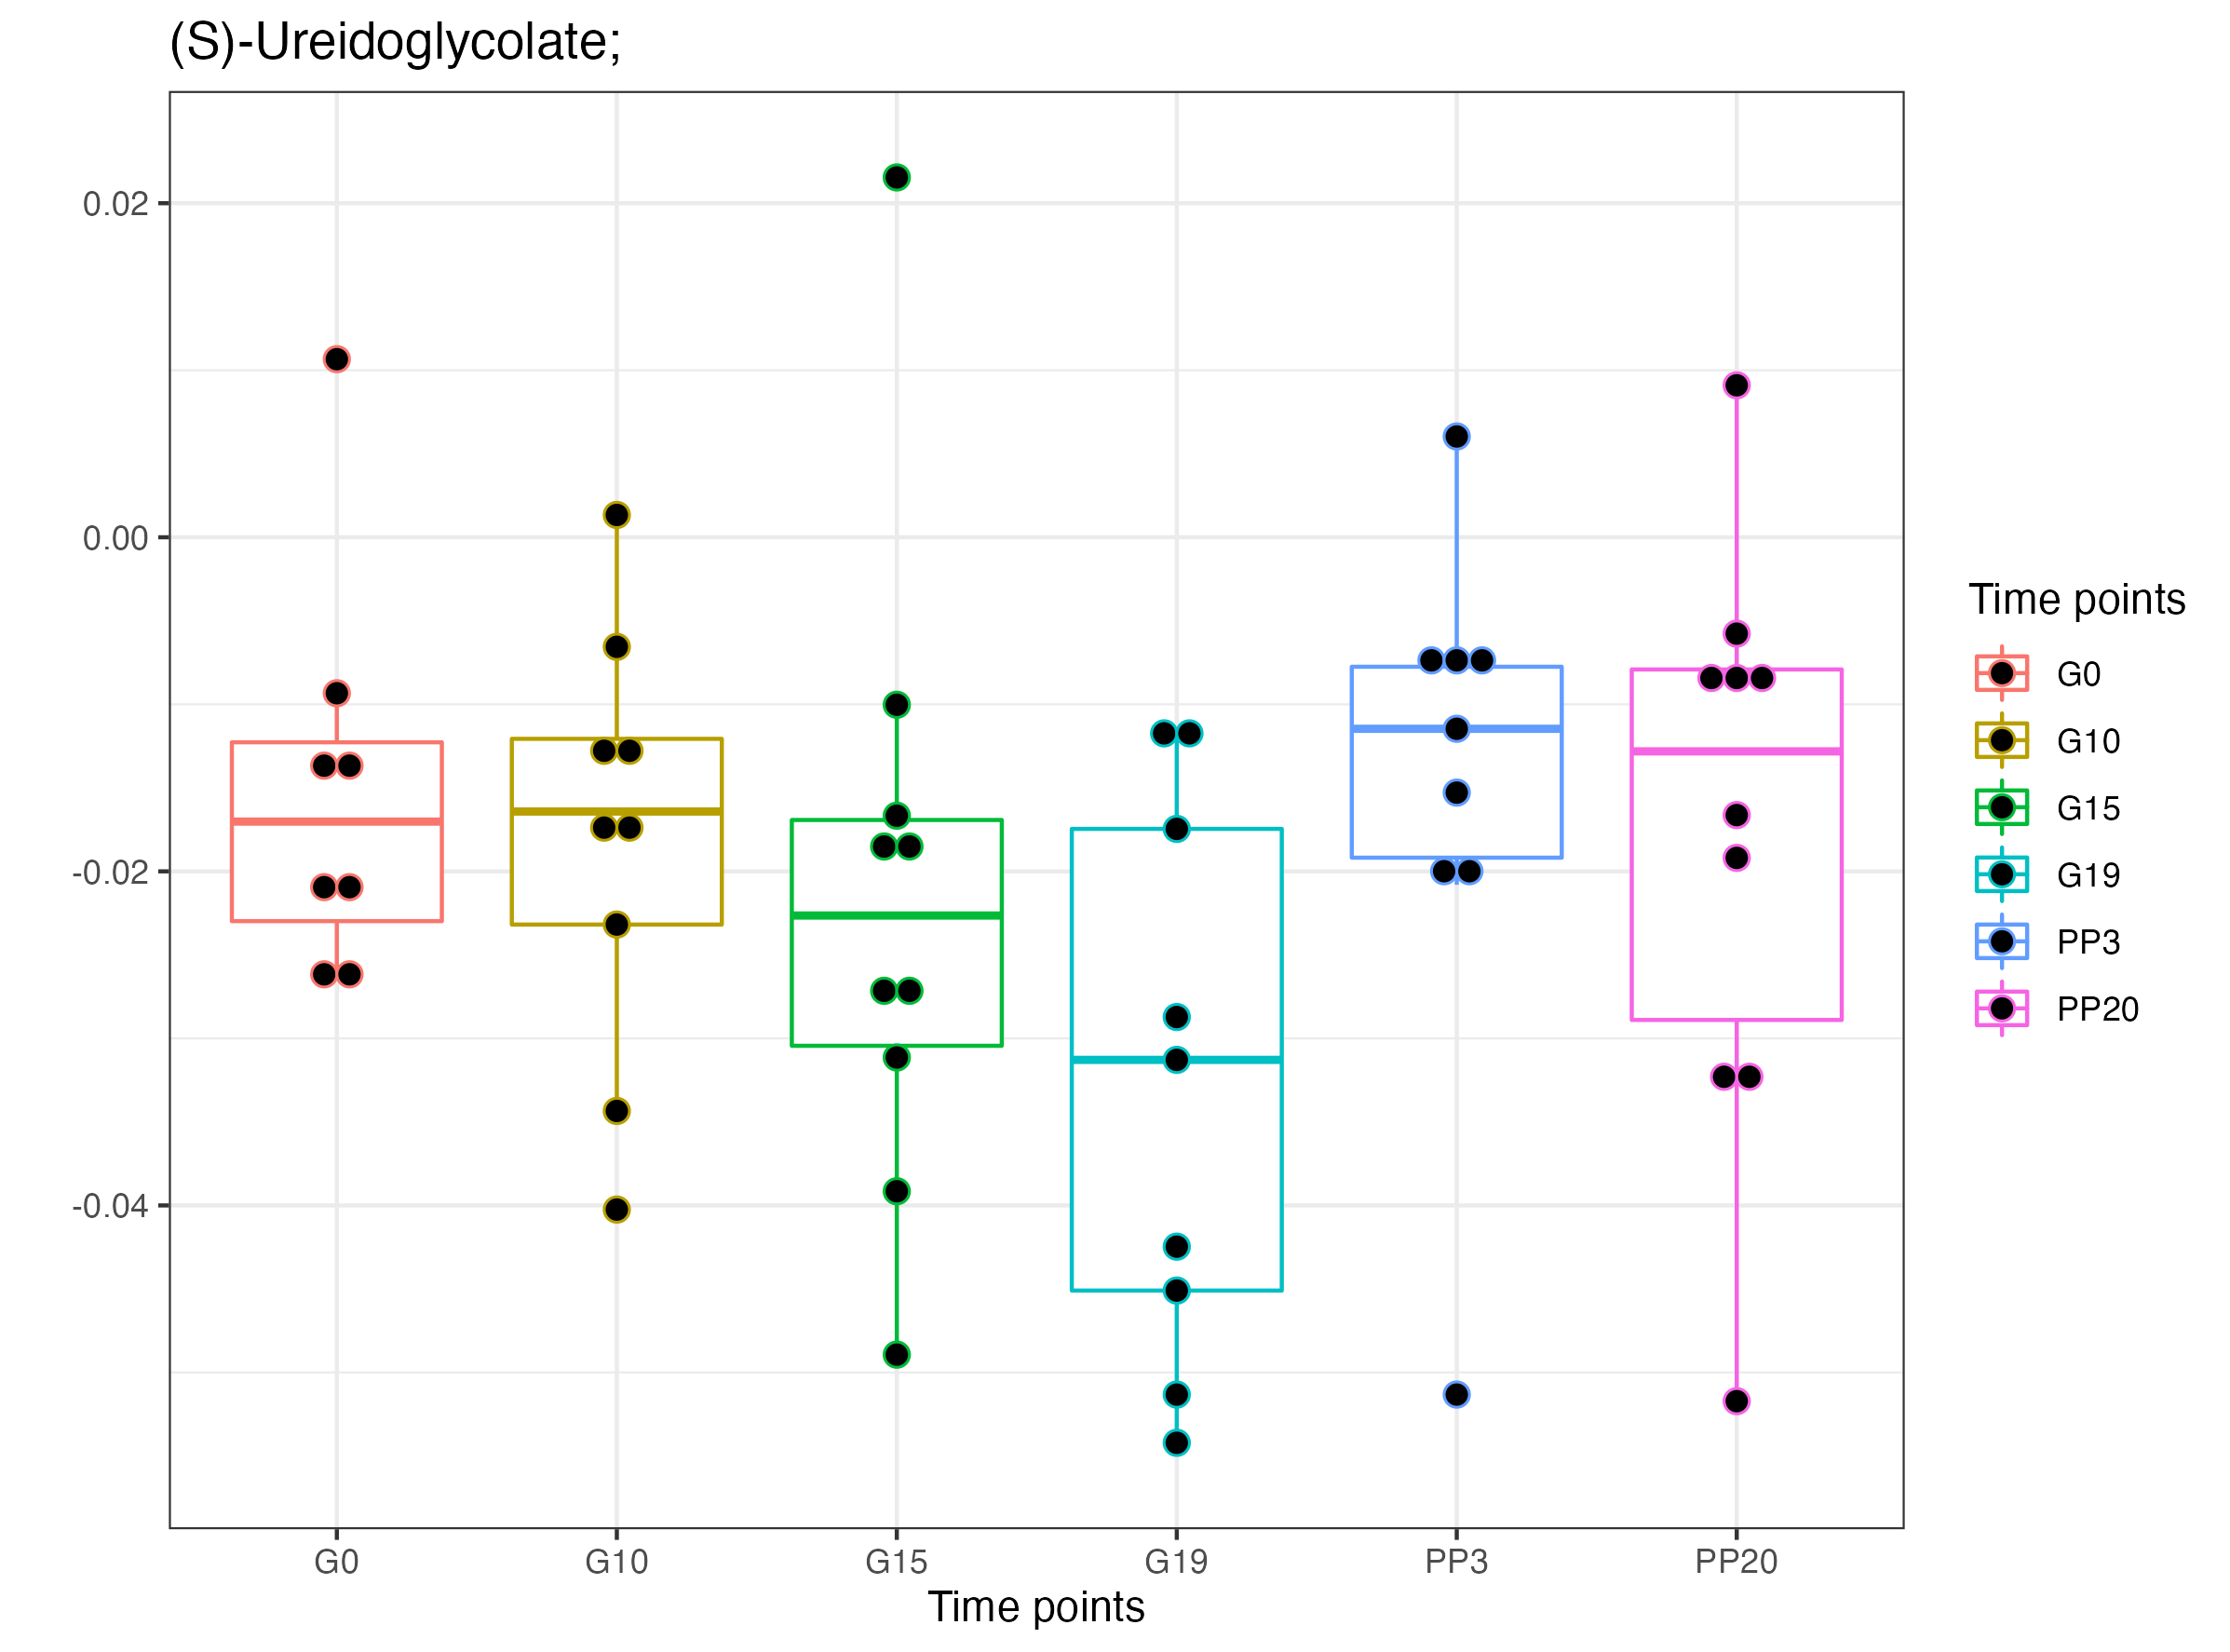 (S)-Ureidoglycolate;
0.02
0.00
-0.02
-0.04
G0 G10 G15 G19 PP3 PP20
Time points
Time points
G0
G10
G15
G19
PP3
PP20